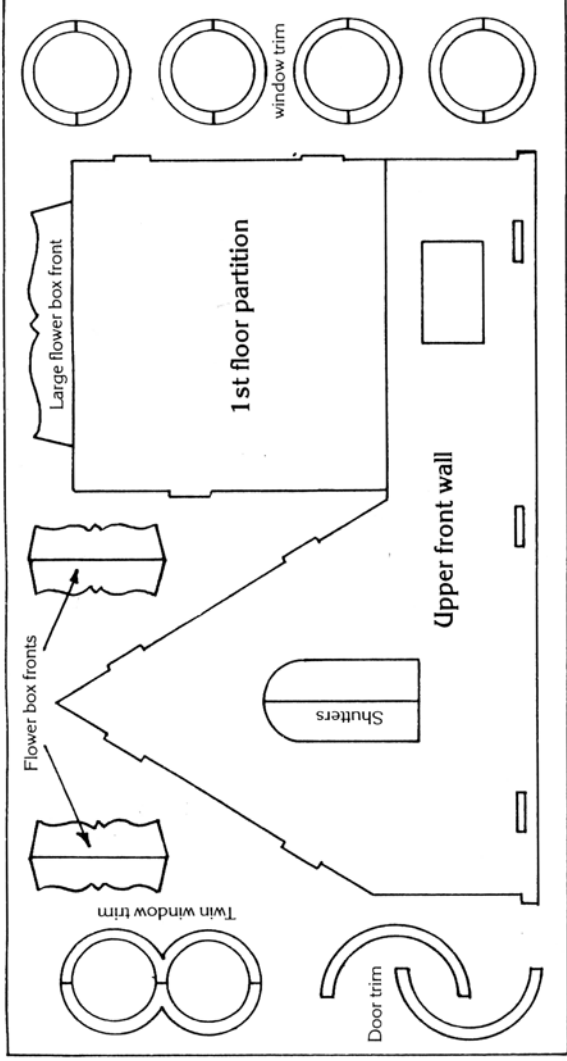 Flower box fronts
Large flower box front
window trim
1st floor partition
Upper front wall
Shutters
Twin window trim
Door trim